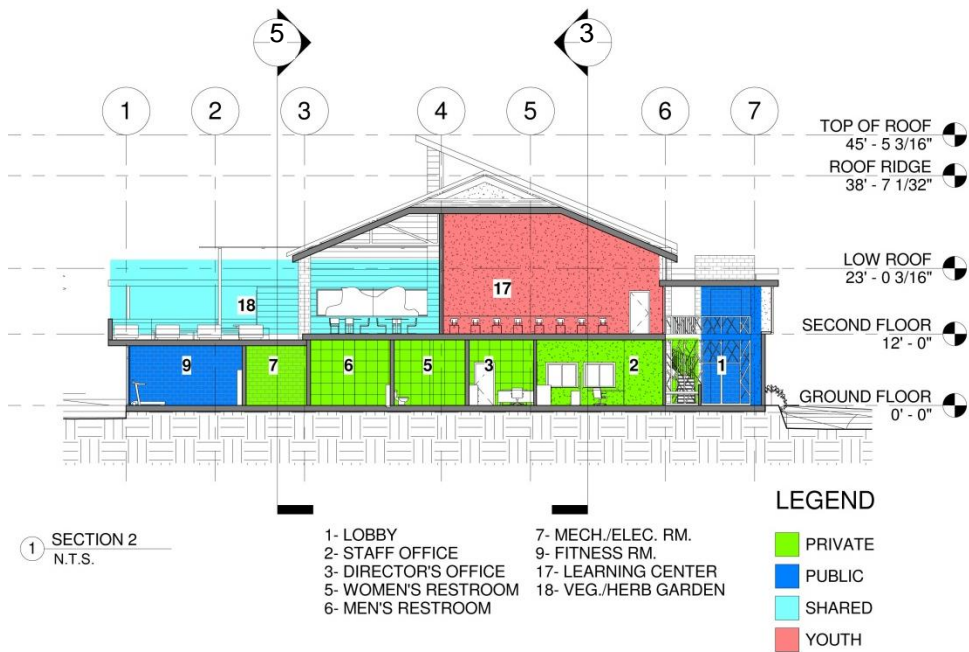 5
3
1
2
3
4
5
6
7
TOP OF ROOF
45' - 5 3/16"
ROOF RIDGE
38' - 7 1/32"
LOW ROOF
23' - 0 3/16"
17
18
SECOND FLOOR
12' - 0"
9
7
6
5
3
2
1
GROUND FLOOR
0' - 0"
1
SECTION 2
N.T.S.
1- LOBBY
2- STAFF OFFICE
3- DIRECTOR'S OFFICE
5- WOMEN'S RESTROOM
6- MEN'S RESTROOM
7- MECH./ELEC. RM.
9- FITNESS RM.
17- LEARNING CENTER
18- VEG./HERB GARDEN
LEGEND
PRIVATE
PUBLIC
SHARED
YOUTH